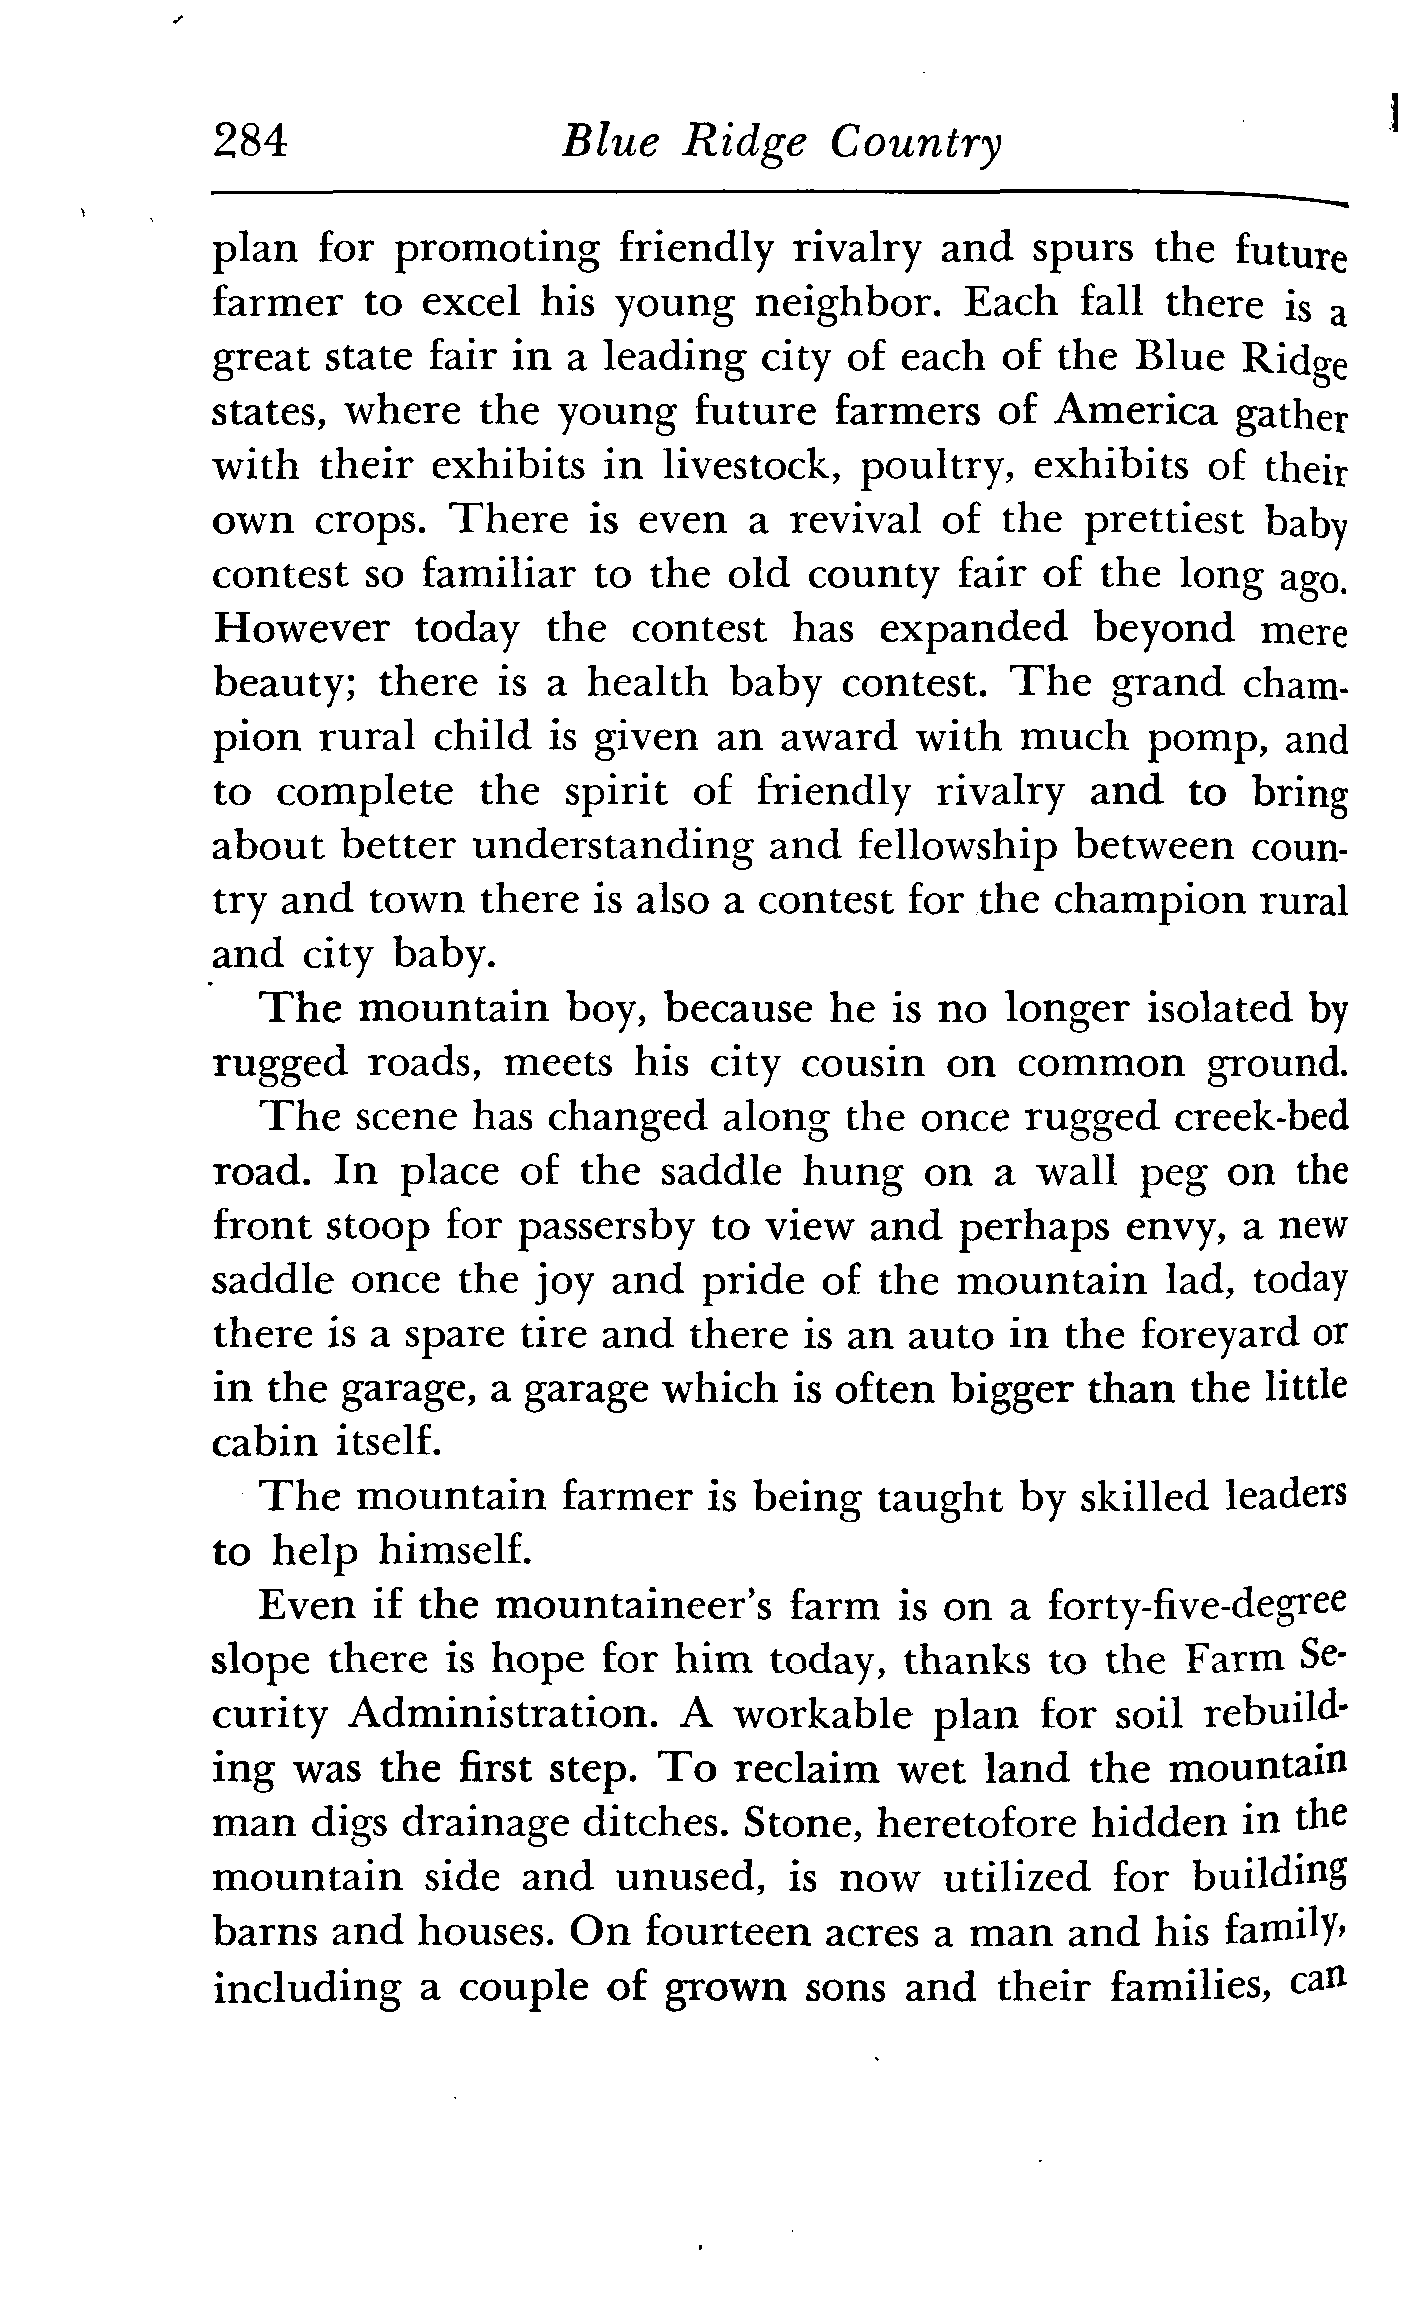 284 Blue Ridge Country
plan for promoting friendly rivalry and spurs the future
farmer to excel his young neighbor. Each fall there is a
great state fair in a leading city of each of the Blue Ridge
states, where the young future farmers of America gather
with their exhibits in livestock, poultry, exhibits of their
own crops. There is even a revival of the prettiest baby
contest so familiar to the old county fair of the long ago.
However today the contest has expanded beyond mere
beauty; there is a health baby contest. The grand cham-
pion rural child is given an award with much pomp, and
to complete the spirit of friendly rivalry and to bring
about better understanding and fellowship between coun-
try and town there is also a contest for the champion rural
and city baby.
The mountain boy, because he is no longer isolated by
rugged roads, meets his city cousin on common ground.
The scene has changed along the once rugged creek-bed
road. In place of the saddle hung on a wall peg on the
front stoop for passersby to view and perhaps envy, a new
saddle once the joy and pride of the mountain lad, today
there is a spare tire and there is an auto in the foreyard or
in the garage, a garage which is often bigger than the little
cabin itself.
The mountain farmer is being taught by skilled leaders
to help himself.
Even if the mountaineer's farm is on a forty-five-degree
slope there is hope for him today, thanks to the Farm Se-
curity Administration. A workable plan for soil rebuild-
ing was the first step. To reclaim wet land the mountain
man digs drainage ditches. Stone, heretofore hidden in the
mountain side and unused, is now utilized for building
barns and houses. On fourteen acres a man and his family,
including a couple of grown sons and their families, can